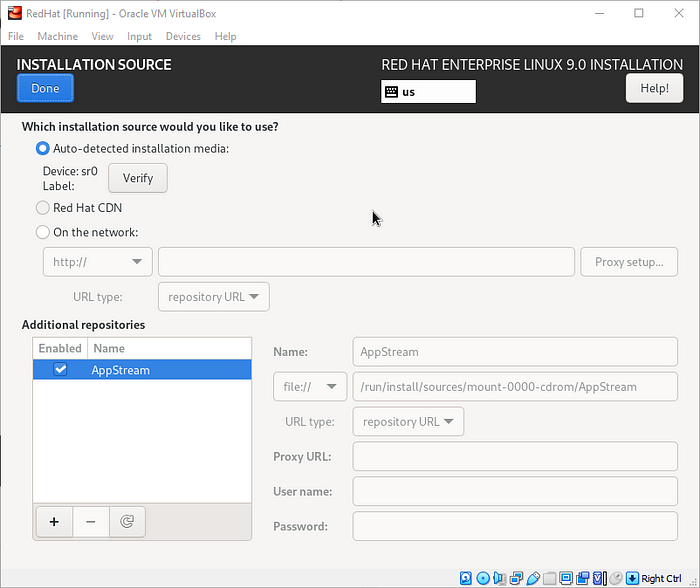 RedHat [Running] - Oracle VM VirtualBox
File Machine View Input Devices Help
INSTALLATION SOURCE
RED HAT ENTERPRISE LINUX 9.0 INSTALLATION
Done
us
Help!
Which installation source would you like to use?
Auto-detected installation media:
Device: sr0
Label:
Verify
Red Hat CDN
On the network:
http://
Proxy setup...
URL type:
repository URL
Additional repositories
Enabled Name
AppStream
Name:
AppStream
file://
/run/install/sources/mount-0000-cdrom/AppStream
URL type:
repository URL
Proxy URL:
User name:
Password:
Right Ctrl